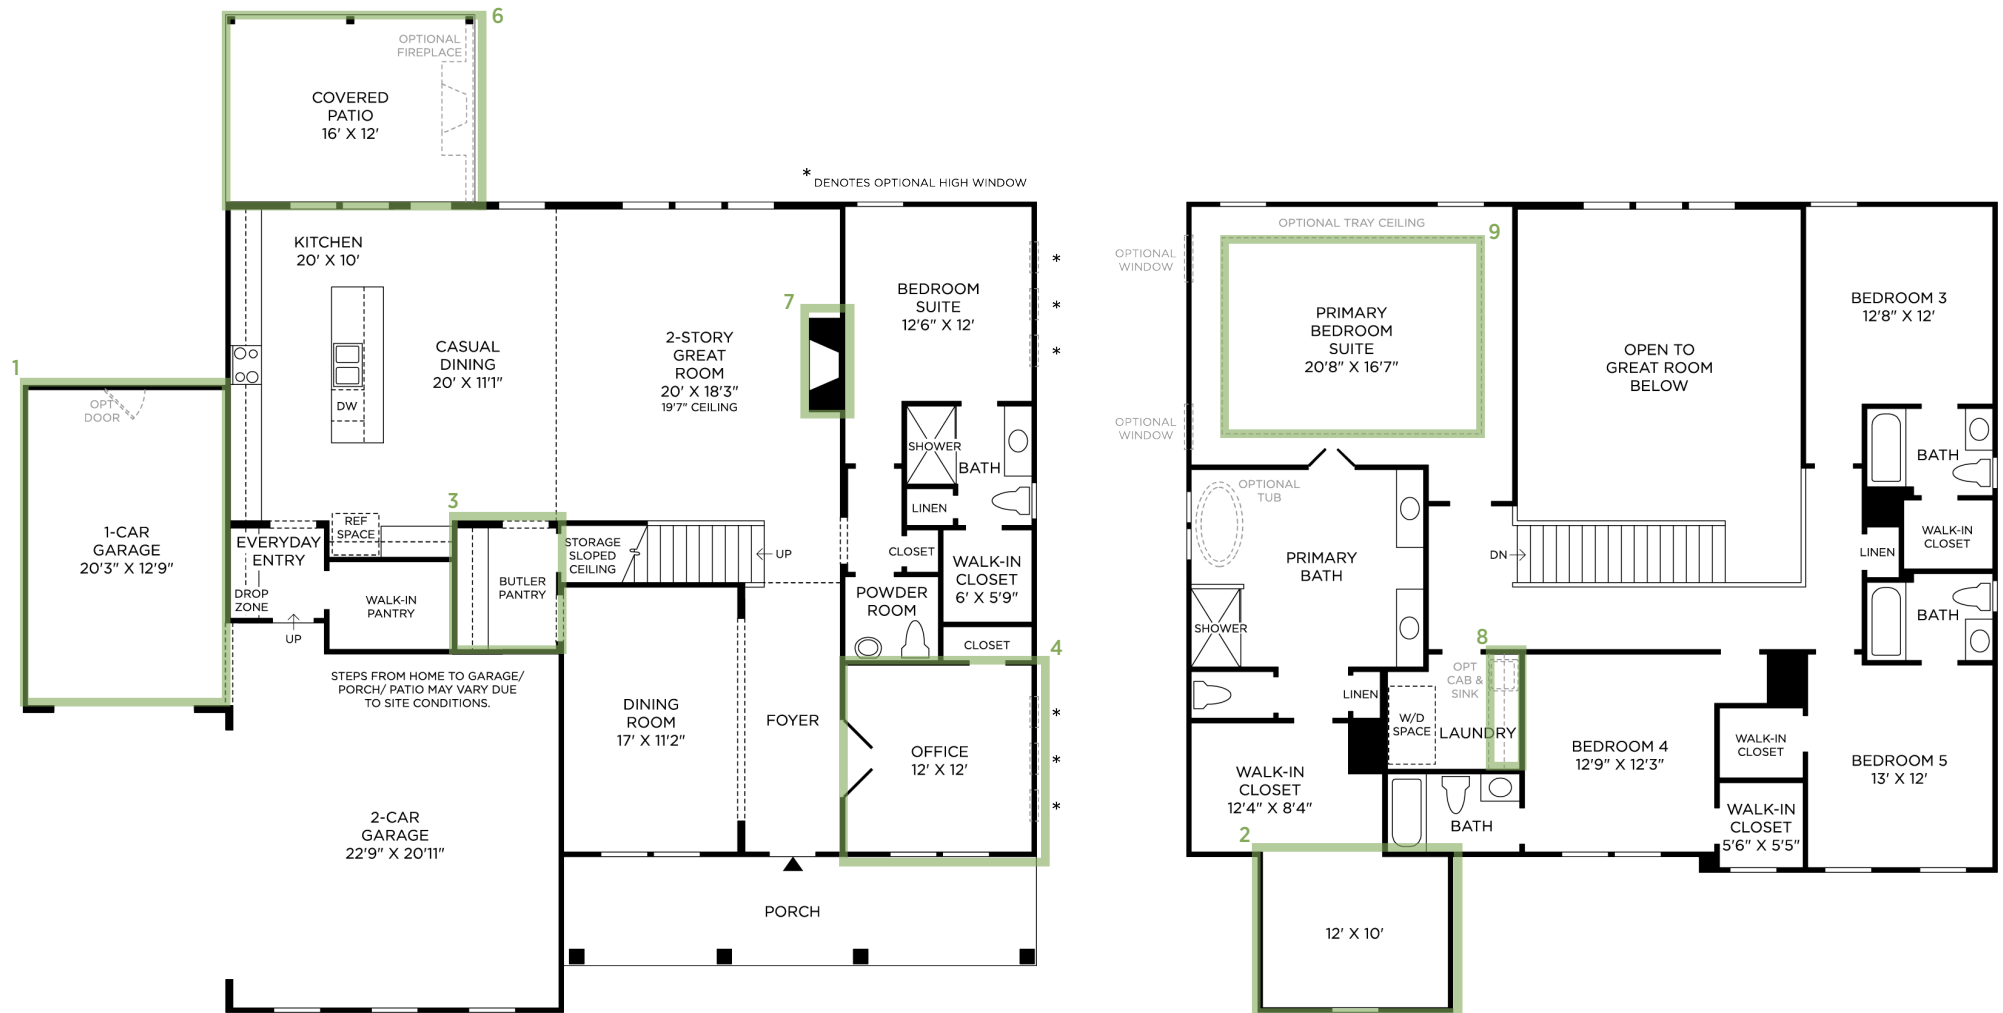 6
OPTIONAL
FIREPLACE
COVERED
PATIO
16' X 12'
* DENOTES OPTIONAL HIGH WINDOW
KITCHEN
20' X 10'
DW
CASUAL
DINING
20' X 11'1"
2-STORY
GREAT
ROOM
20' X 18'3"
19'7" CEILING
7
BEDROOM
SUITE
12'6" X 12'
*
*
*
1
OPT
DOOR
1-CAR
GARAGE
20'3" X 12'9"
SHOWER
BATH
LINEN
CLOSET
WALK-IN
CLOSET
6' X 5'9"
3
REF
SPACE
EVERYDAY
ENTRY
DROP
ZONE
UP
WALK-IN
PANTRY
BUTLER
PANTRY
STORAGE
SLOPED
CEILING
UP
POWDER
ROOM
CLOSET
4
STEPS FROM HOME TO GARAGE/
PORCH/ PATIO MAY VARY DUE
TO SITE CONDITIONS.
DINING
ROOM
17' X 11'2"
FOYER
OFFICE
12' X 12'
*
*
*
2-CAR
GARAGE
22'9" X 20'11"
PORCH
OPTIONAL TRAY CEILING
9
OPTIONAL
WINDOW
PRIMARY
BEDROOM
SUITE
20'8" X 16'7"
OPTIONAL
WINDOW
OPEN TO
GREAT ROOM
BELOW
BEDROOM 3
12'8" X 12'
BATH
OPTIONAL
TUB
PRIMARY
BATH
SHOWER
DN
WALK-IN
CLOSET
LINEN
BATH
8
OPT
CAB &
SINK
LINEN
W/D
SPACE
LAUNDRY
WALK-IN
CLOSET
12'4" X 8'4"
BATH
BEDROOM 4
12'9" X 12'3"
WALK-IN
CLOSET
WALK-IN
CLOSET
5'6" X 5'5"
BEDROOM 5
13' X 12'
2
12' X 10'